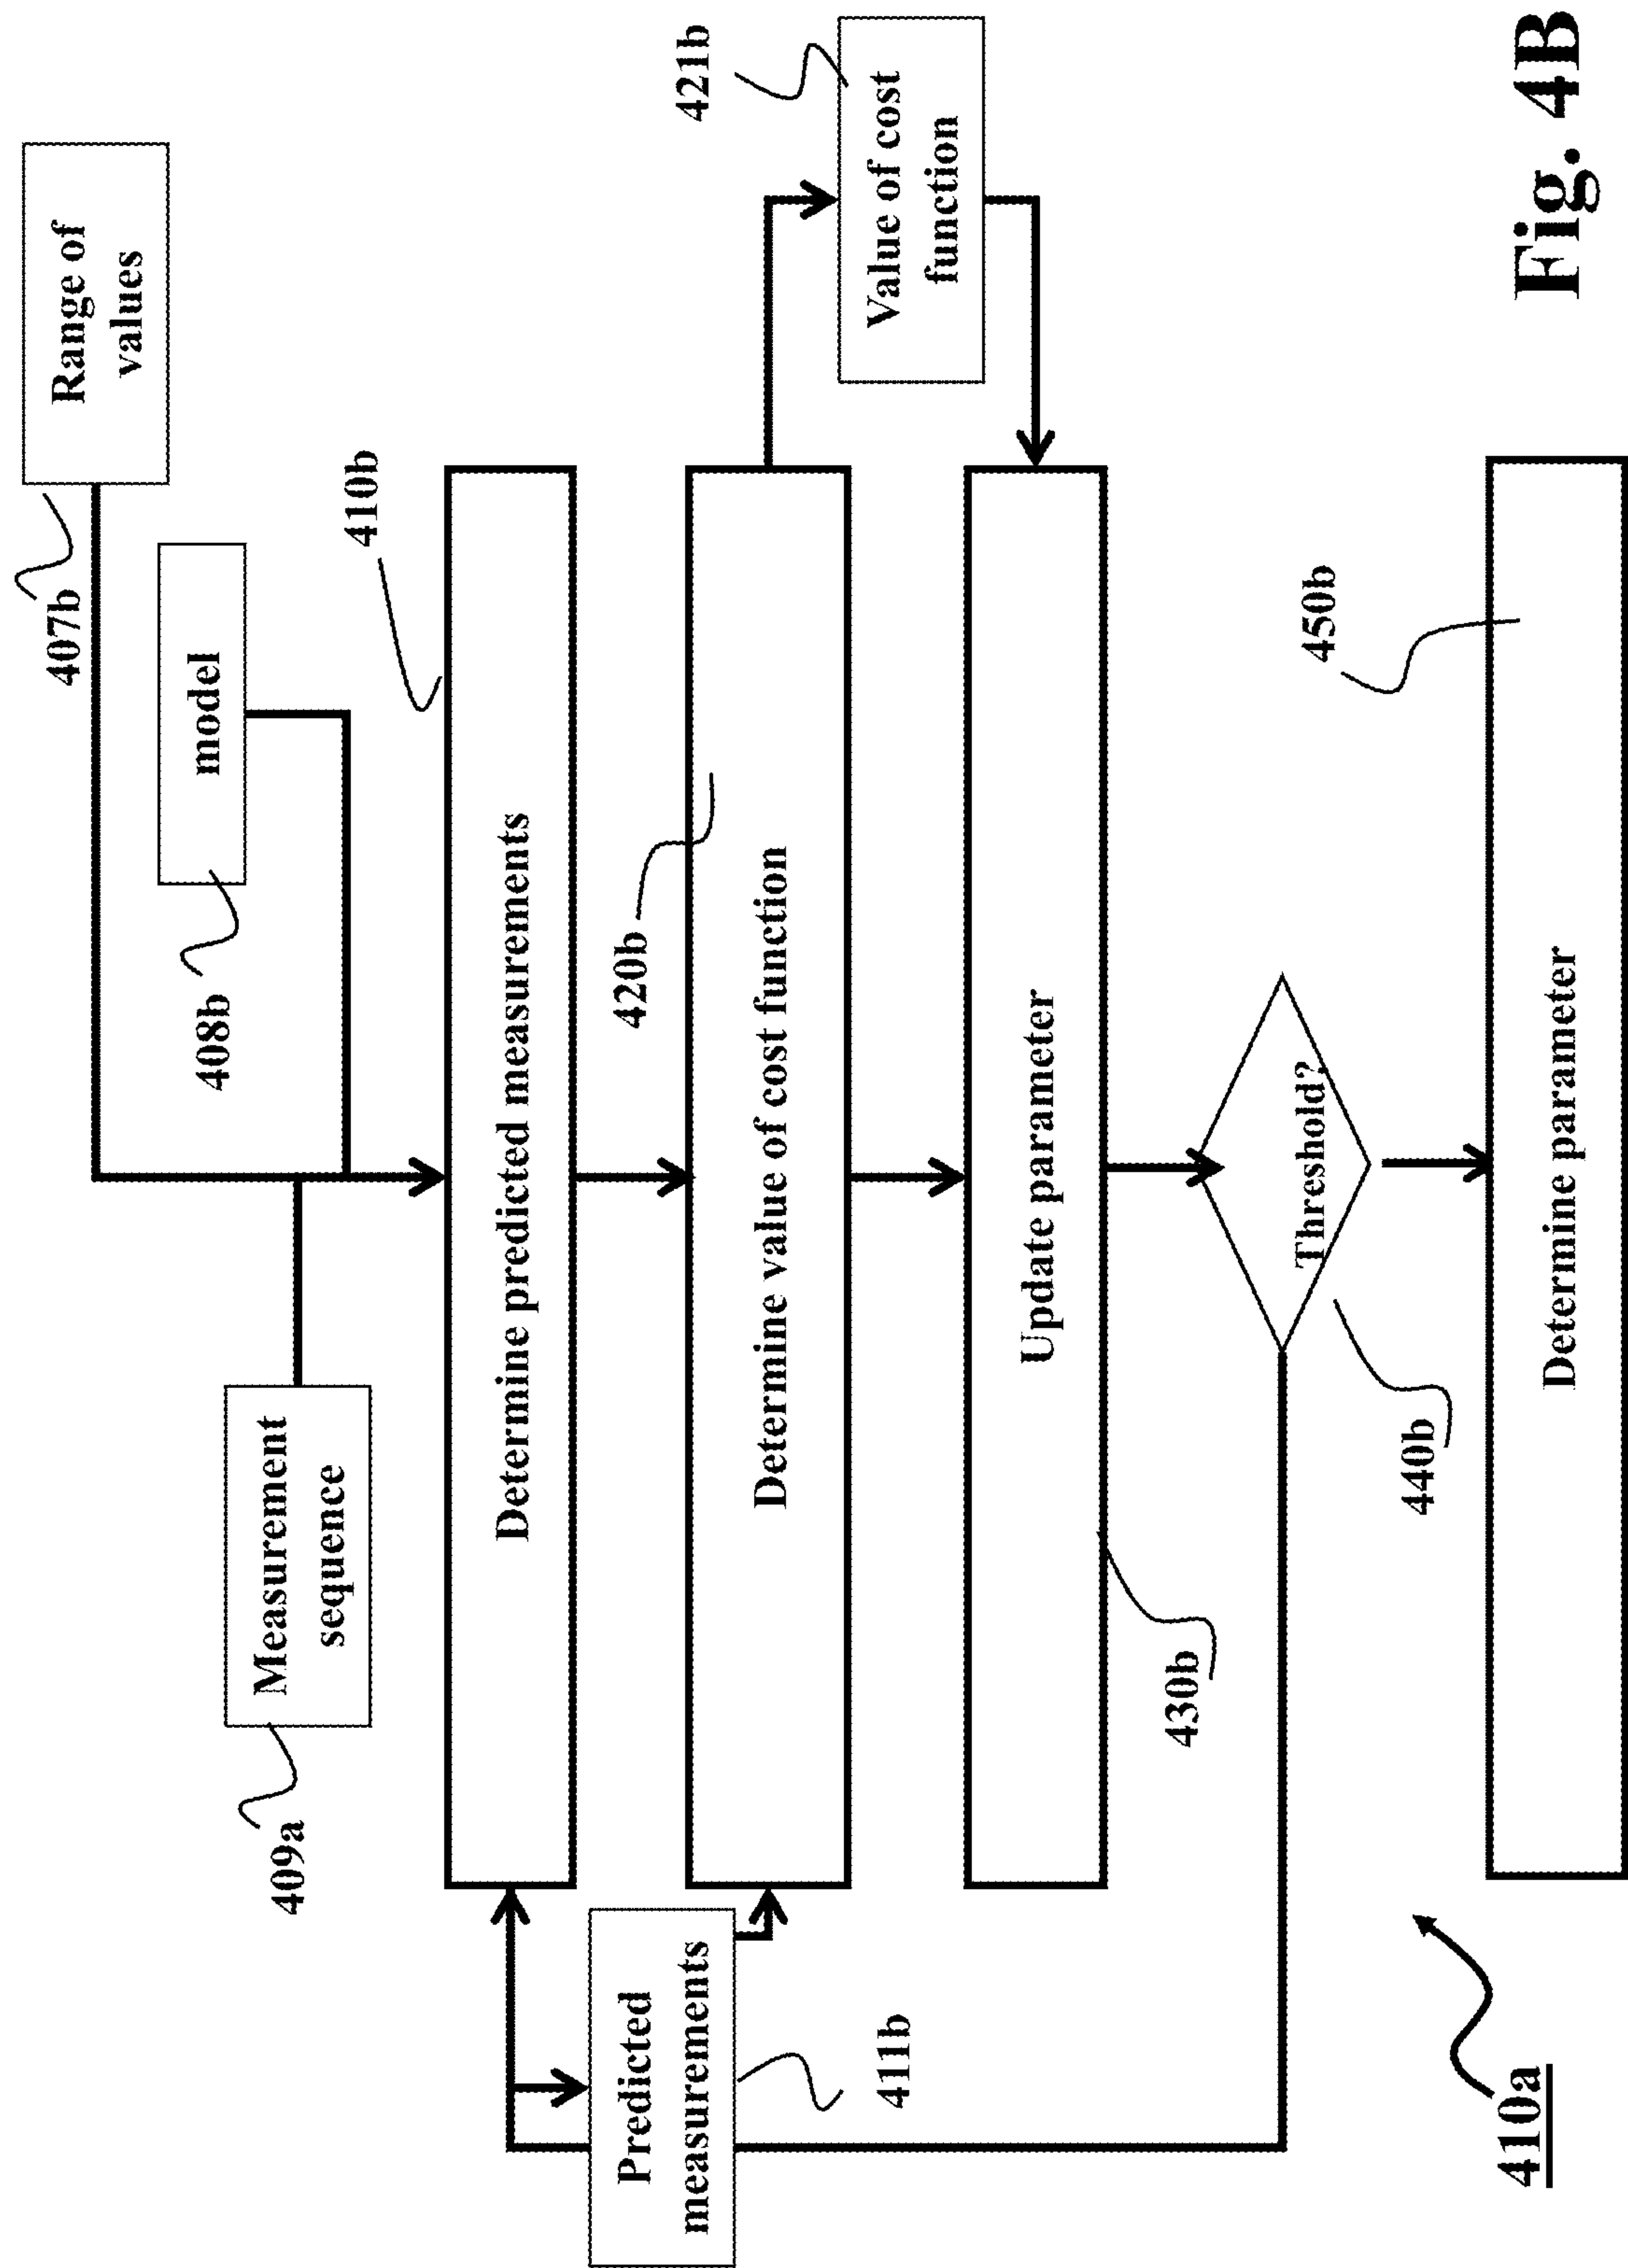 Range of
values
407b
model
408b
Measurement
sequence
409a
410b
Determine predicted measurements
Predicted
measurements
411b
420b
Determine value of cost function
421b
Value of cost
function
Update parameter
430b
Threshold?
440b
450b
Determine parameter
410a
Fig. 4B